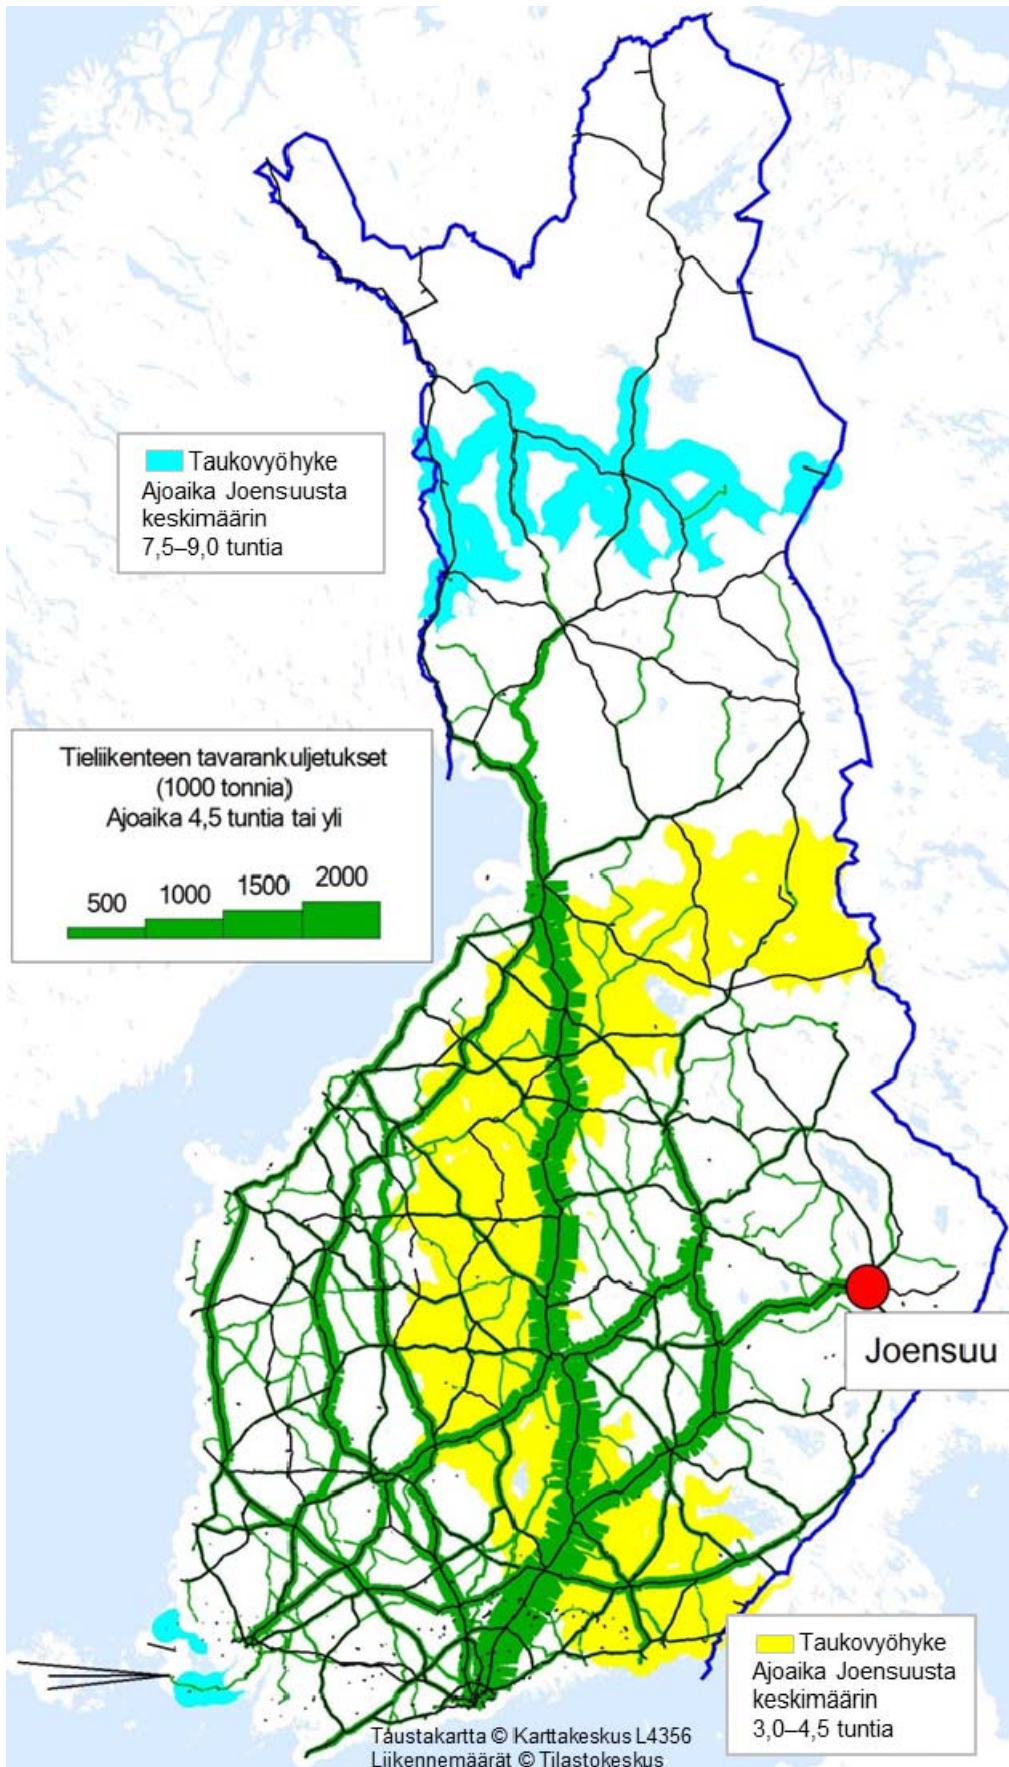 Taukovyöhyke
Ajoaika Joensuusta
keskimäärin
7,5–9,0 tuntia
Tieliikenteen tavarankuljetukset
(1000 tonnia)
Ajoaika 4,5 tuntia tai yli
500 1000 1500 2000
Joensuu
Taukovyöhyke
Ajoaika Joensuusta
keskimäärin
3,0–4,5 tuntia
Taustakartta © Karttakeskus L4356
Liikennemäärät © Tilastokeskus